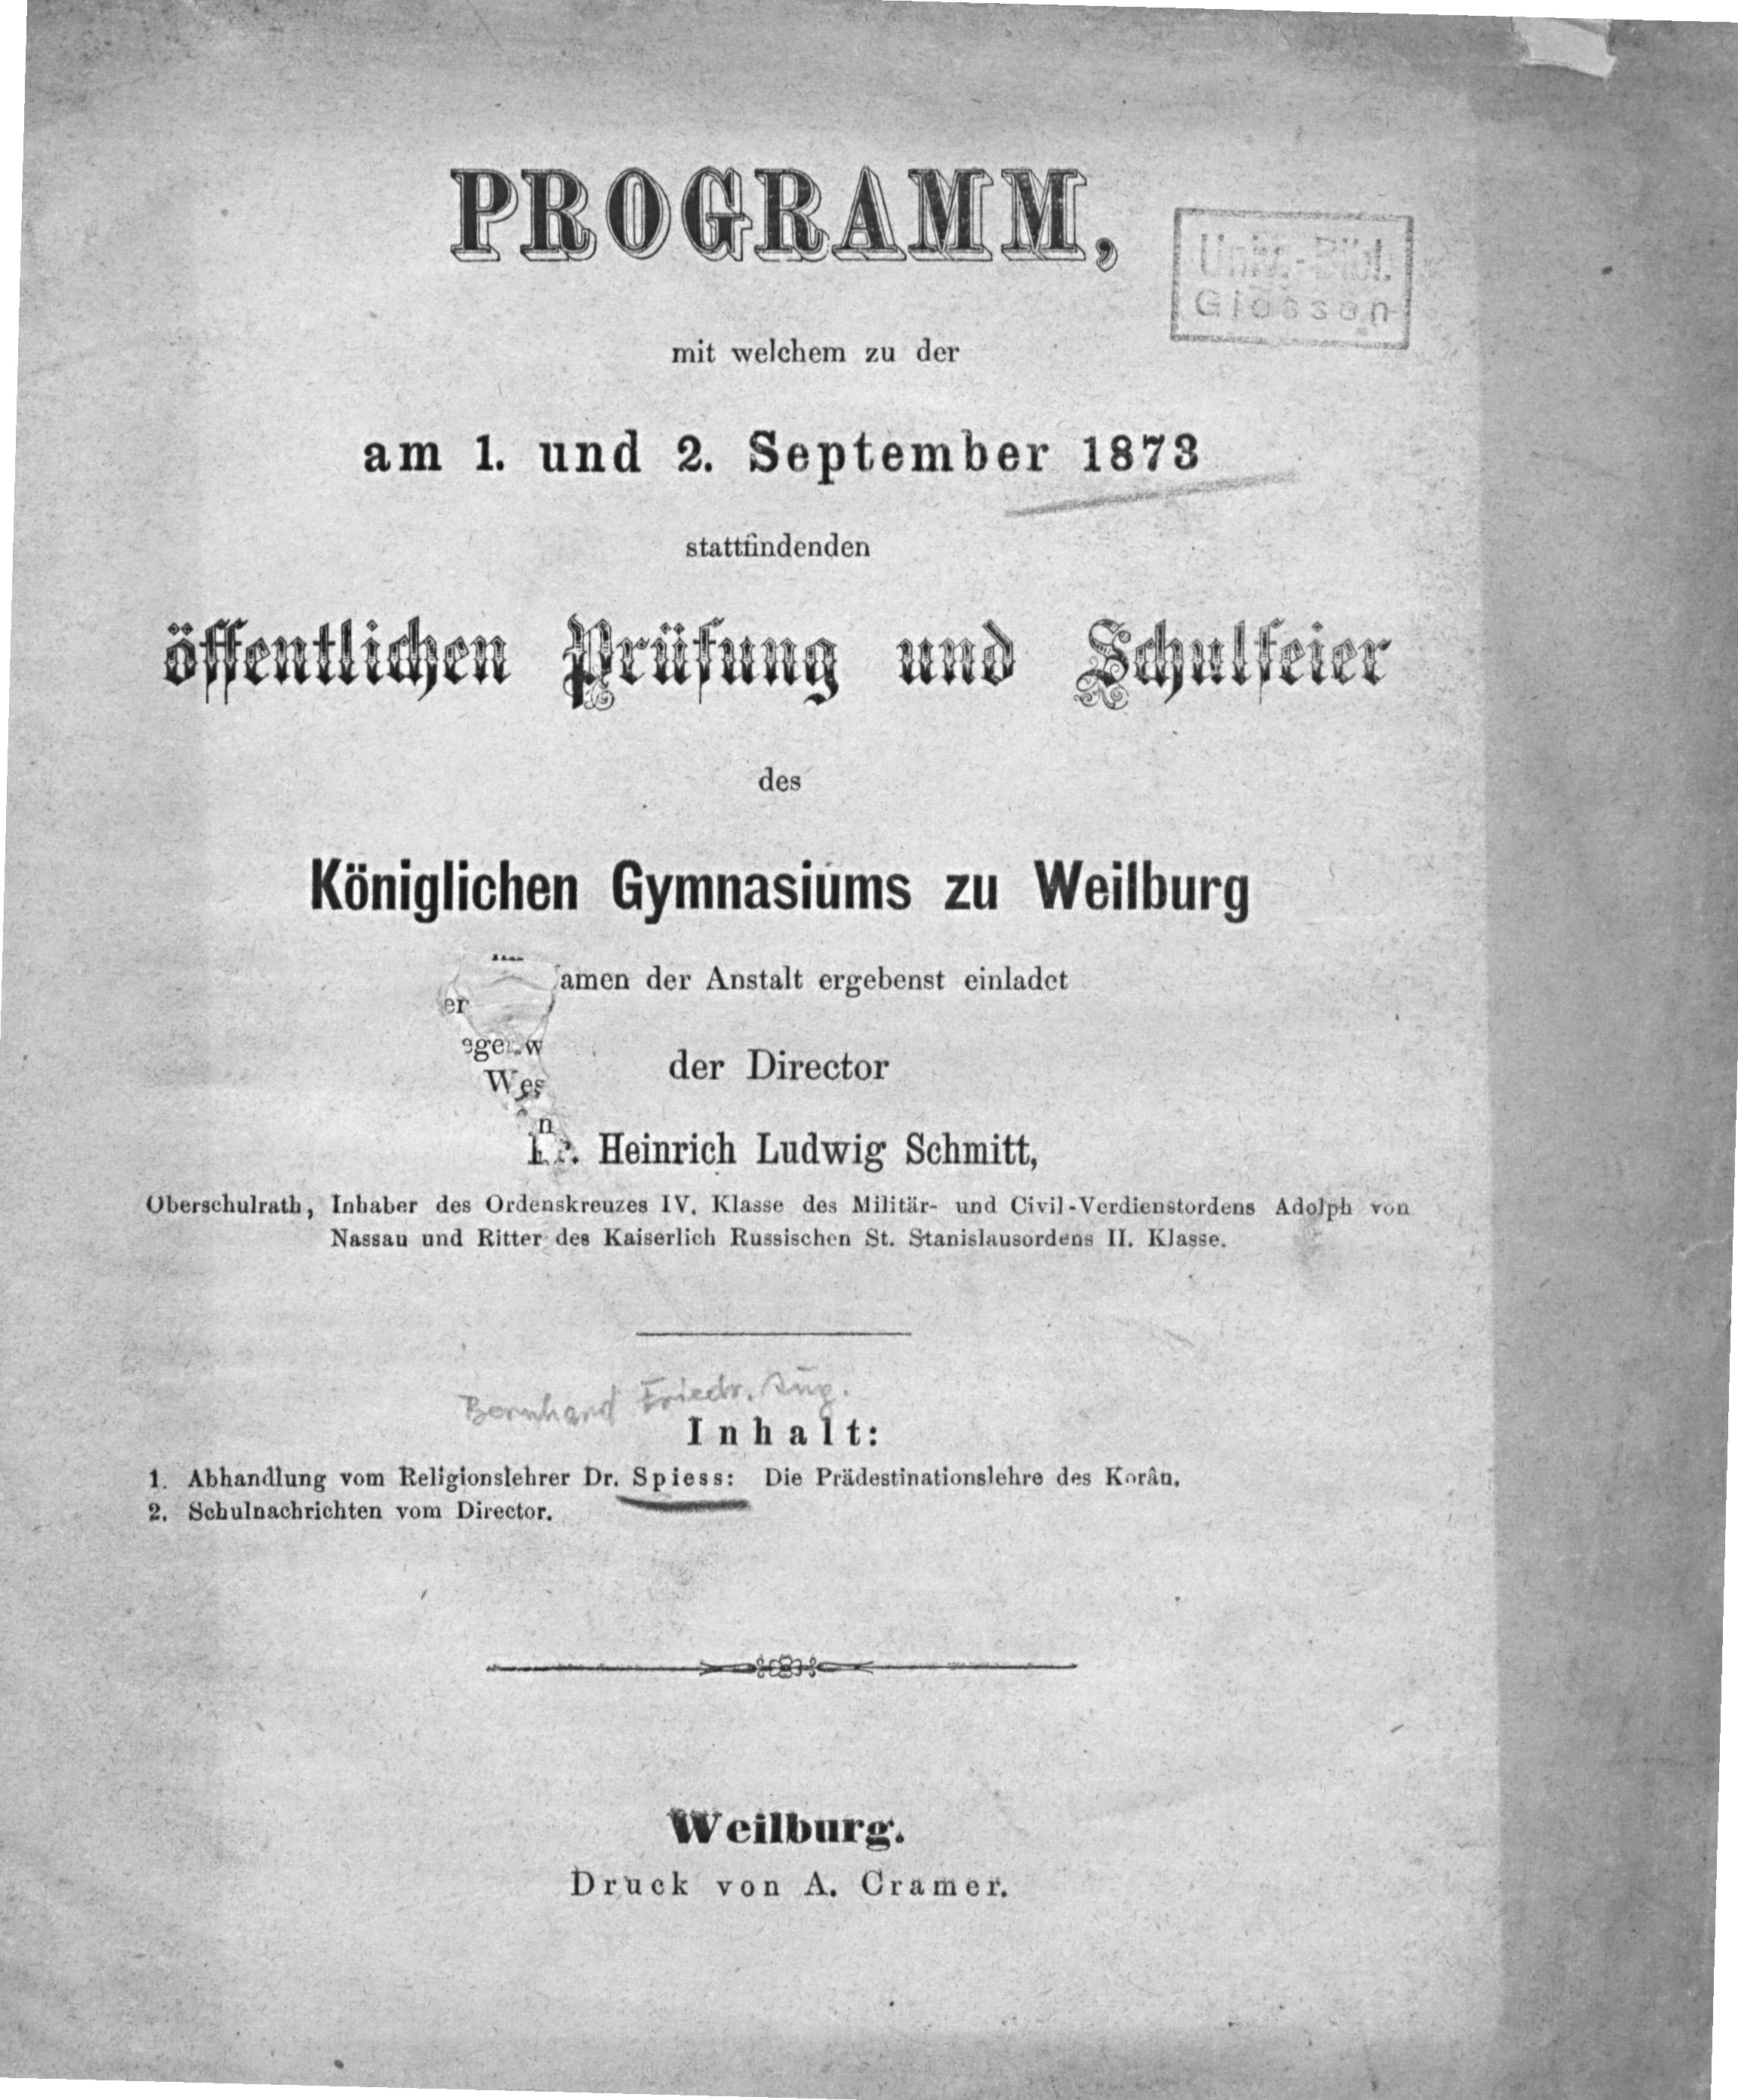 PROGRAMM,
Univ.-Bibl.
Giessen
mit welchem zu der
am 1. und 2. September 1873
stattfindenden
öffentlichen Prüfung und Schulfeier
des
Königlichen Gymnasiums zu Weilburg
amen der Anstalt ergebenst einladet
er
Wes
der Director
n
Heinrich Ludwig Schmitt,
Oberschulrath, Inhaber des Ordenskreuzes IV. Klasse des Militär- und Civil-Verdienstordens Adolph von
Nassau und Ritter des Kaiserlich Russischen St. Stanislausordens II. Klasse.
Bernhard Friedr. Aug.
Inhalt:
1. Abhandlung vom Religionslehrer Dr. Spiess: Die Prädestinationslehre des Korân.
2. Schulnachrichten vom Director.
Weilburg.
Druck von A. Cramer.